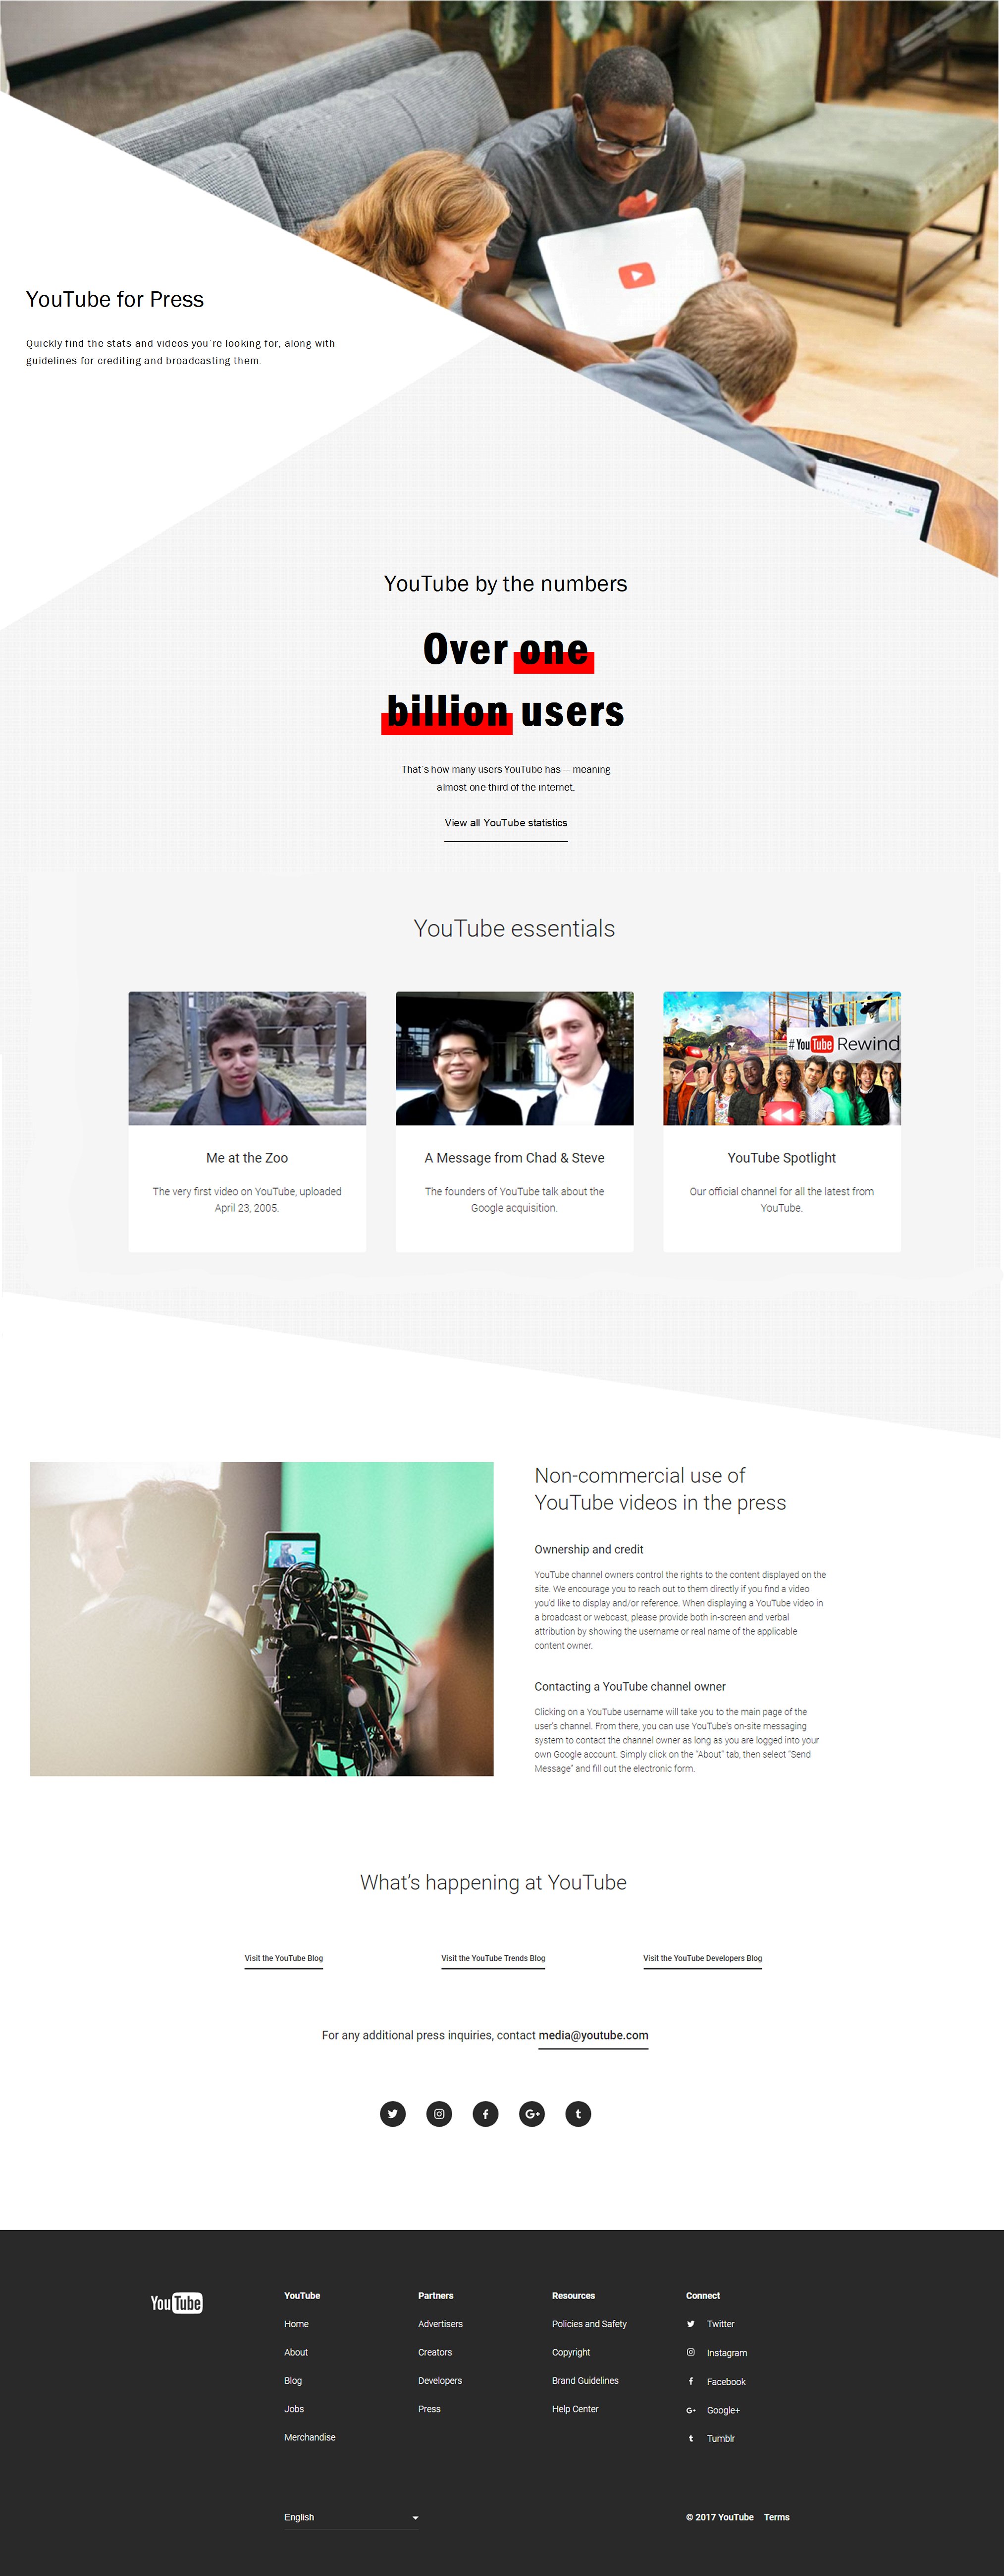 YouTube for Press
Quickly find the stats and videos you're looking for, along with
guidelines for crediting and broadcasting them.
YouTube by the numbers
Over one
billion users
That's how many users YouTube has — meaning
almost one-third of the internet.
View all YouTube statistics
YouTube essentials
#YouTube Rewind
Me at the Zoo
The very first video on YouTube, uploaded
April 23, 2005.
A Message from Chad & Steve
The founders of YouTube talk about the
Google acquisition.
YouTube Spotlight
Our official channel for all the latest from
YouTube.
Non-commercial use of
YouTube videos in the press
Ownership and credit
YouTube channel owners control the rights to the content displayed on the
site. We encourage you to reach out to them directly if you find a video
you'd like to display and/or reference. When displaying a YouTube video in
a broadcast or webcast, please provide both in-screen and verbal
attribution by showing the username or real name of the applicable
content owner.
Contacting a YouTube channel owner
Clicking on a YouTube username will take you to the main page of the
user's channel. From there, you can use YouTube's on-site messaging
system to contact the channel owner as long as you are logged into your
own Google account. Simply click on the "About" tab, then select "Send
Message" and fill out the electronic form.
What's happening at YouTube
Visit the YouTube Blog
Visit the YouTube Trends Blog
Visit the YouTube Developers Blog
For any additional press inquiries, contact media@youtube.com
YouTube
YouTube
Home
About
Blog
Jobs
Merchandise
Partners
Advertisers
Creators
Developers
Press
Resources
Policies and Safety
Copyright
Brand Guidelines
Help Center
Connect
Twitter
Instagram
Facebook
Google+
Tumblr
English
© 2017 YouTube Terms